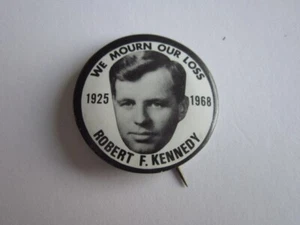 WE MOURN OUR LOSS
1925 1968
ROBERT F. KENNEDY